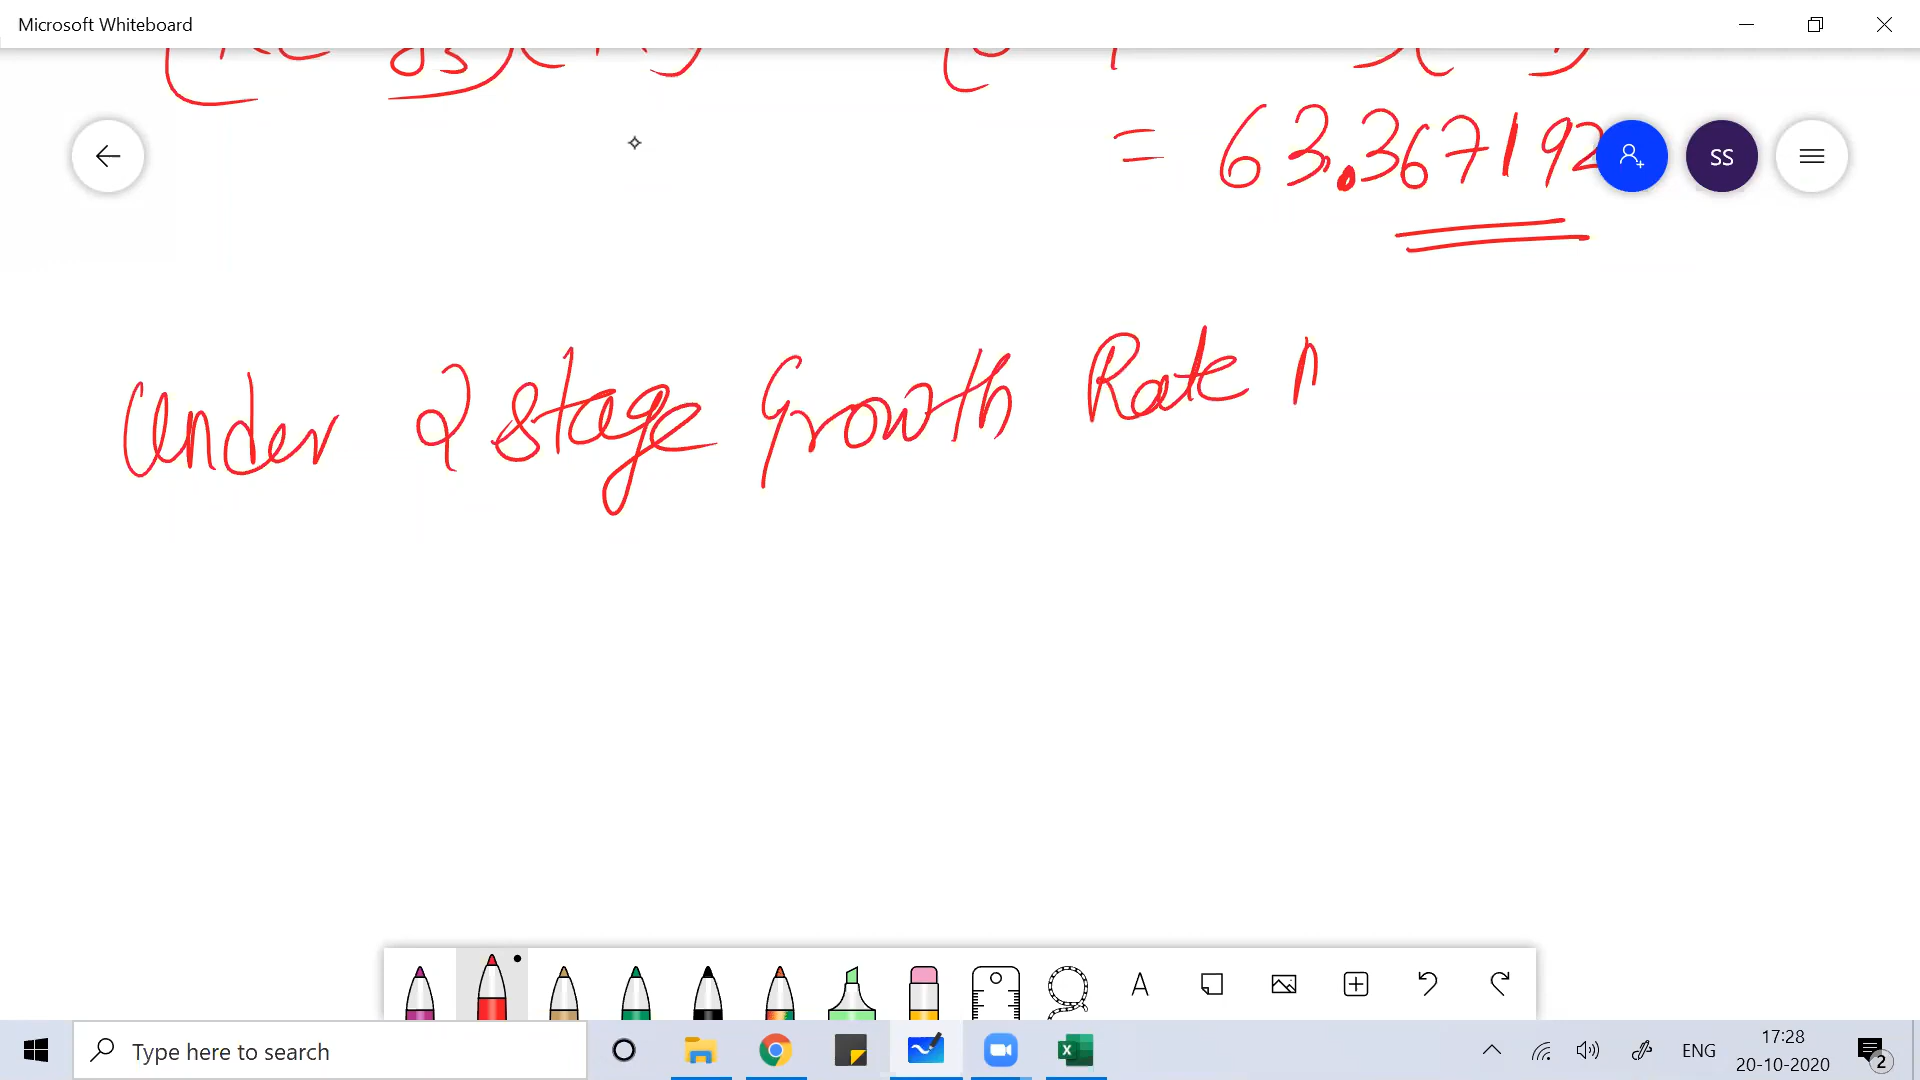 Microsoft Whiteboard
= 63.367192
SS
Under 2 stage Growth Rate
A
Type here to search
ENG
17:28
20-10-2020
2